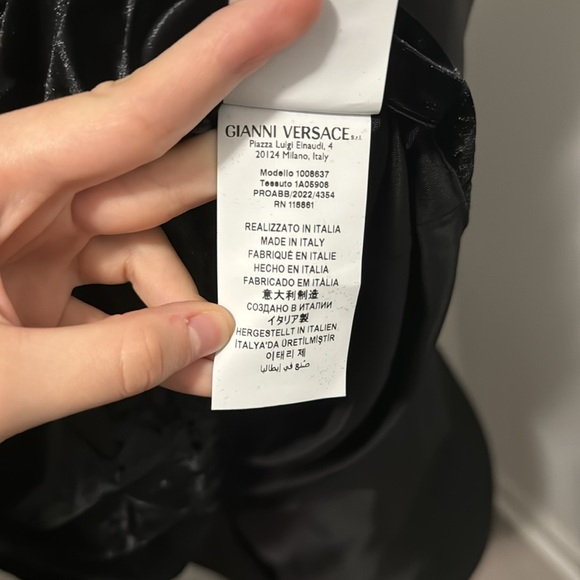 GIANNI VERSACE S.r.l.
Piazza Luigi Einaudi, 4
20124 Milano, Italy
Modello 1008637
Tessuto 1A05908
PROABB/2022/4354
RN 118861
REALIZZATO IN ITALIA
MADE IN ITALY
FABRIQUÉ EN ITALIE
HECHO EN ITALIA
FABRICADO EM ITÁLIA
意大利制造
СОЗДАНО В ИТАЛИИ
イタリア製
HERGESTELLT IN ITALIEN
İTALYA'DA ÜRETİLMİŞTİR
이태리 제
صنع في إيطاليا